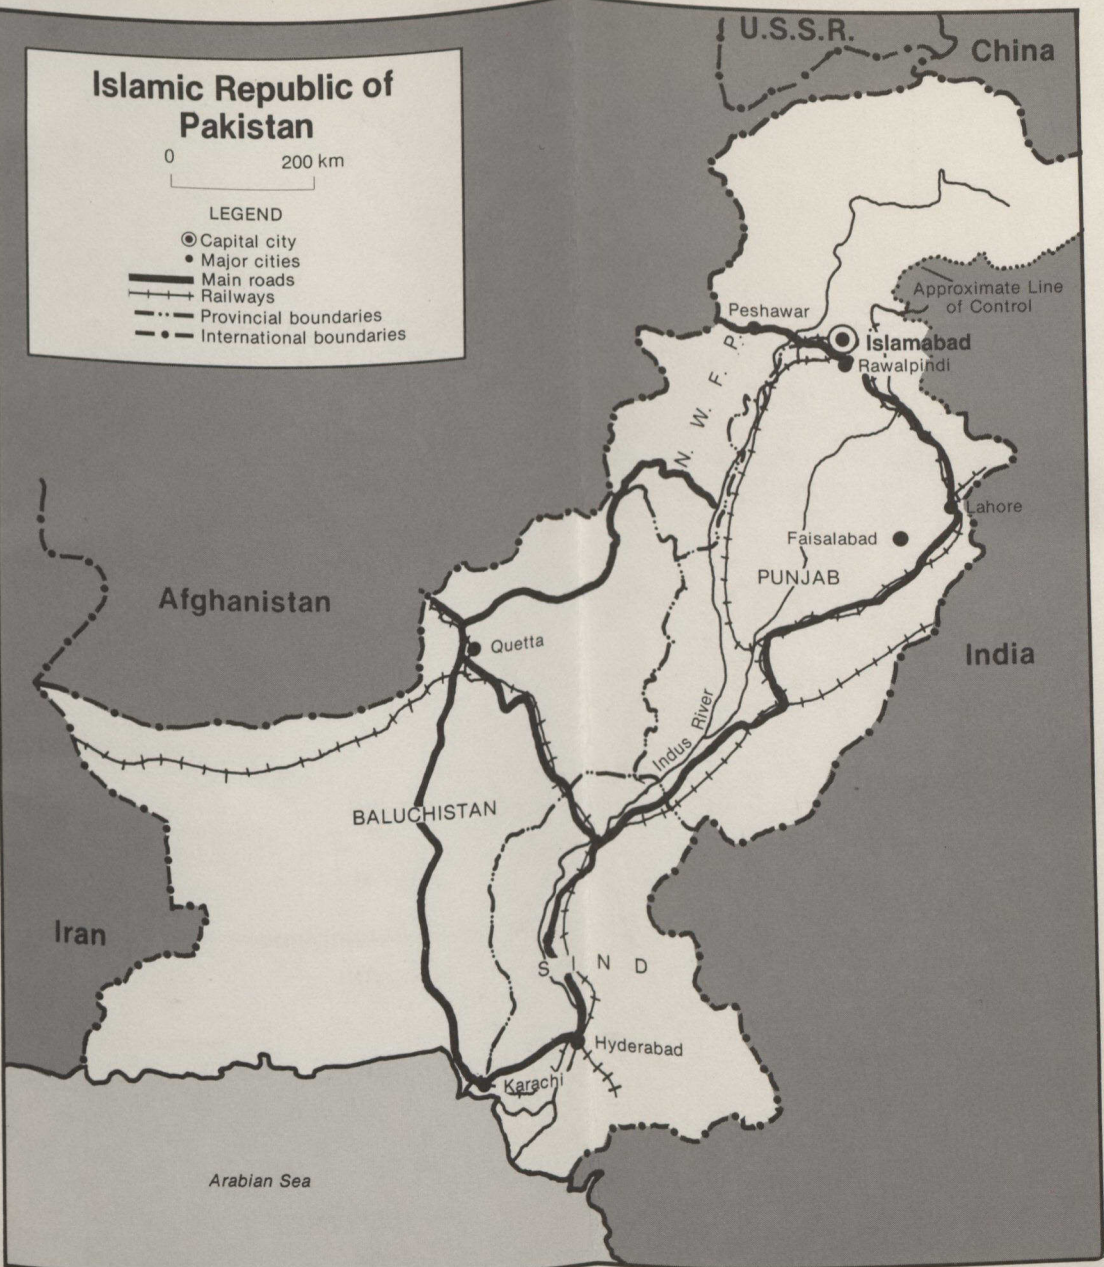 Islamic Republic of
Pakistan
0 200 km
LEGEND
Capital city
Major cities
Main roads
Railways
Provincial boundaries
International boundaries
U.S.S.R.
China
Approximate Line
of Control
Peshawar
Islamabad
Rawalpindi
N. W. F. P.
Lahore
Faisalabad
PUNJAB
Afghanistan
Quetta
India
Indus River
BALUCHISTAN
Iran
SIND
Hyderabad
Karachi
Arabian Sea